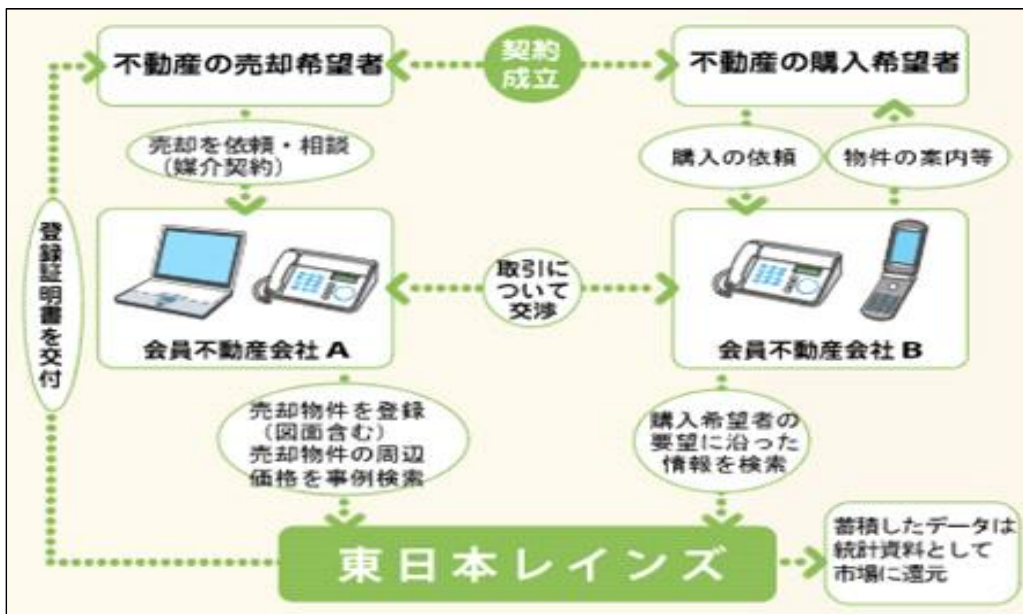 不動産の売却希望者
契約
成立
不動産の購入希望者
売却を依頼・相談
(媒介契約)
購入の依頼
物件の案内等
登録証明書を交付
取引に
ついて
交渉
会員不動産会社 A
会員不動産会社 B
売却物件を登録
(図面含む)
売却物件の周辺
価格を事例検索
購入希望者の
要望に沿った
情報を検索
東日本レインズ
蓄積したデータは
統計資料として
市場に還元